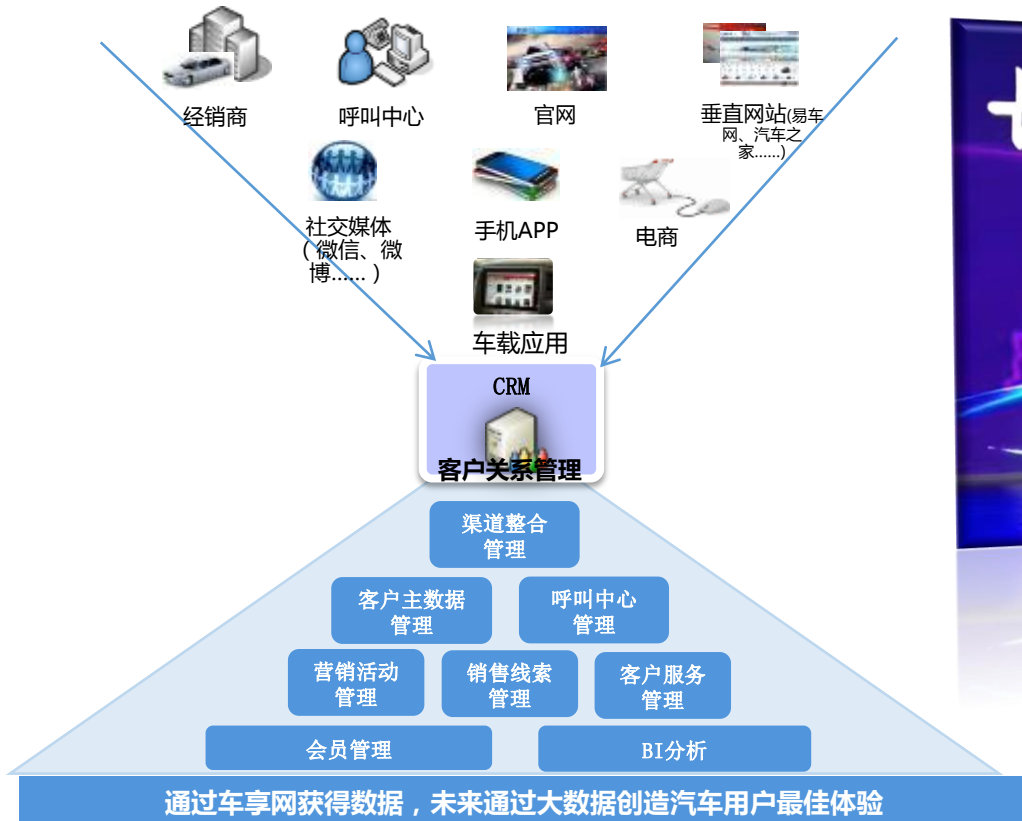 经销商
呼叫中心
官网
垂直网站(易车
网、汽车之
家......)
社交媒体
（微信、微
博...... ）
手机APP
电商
车载应用
CRM
客户关系管理
渠道整合
管理
客户主数据
管理
呼叫中心
管理
营销活动
管理
销售线索
管理
客户服务
管理
会员管理
BI分析
通过车享网获得数据，未来通过大数据创造汽车用户最佳体验